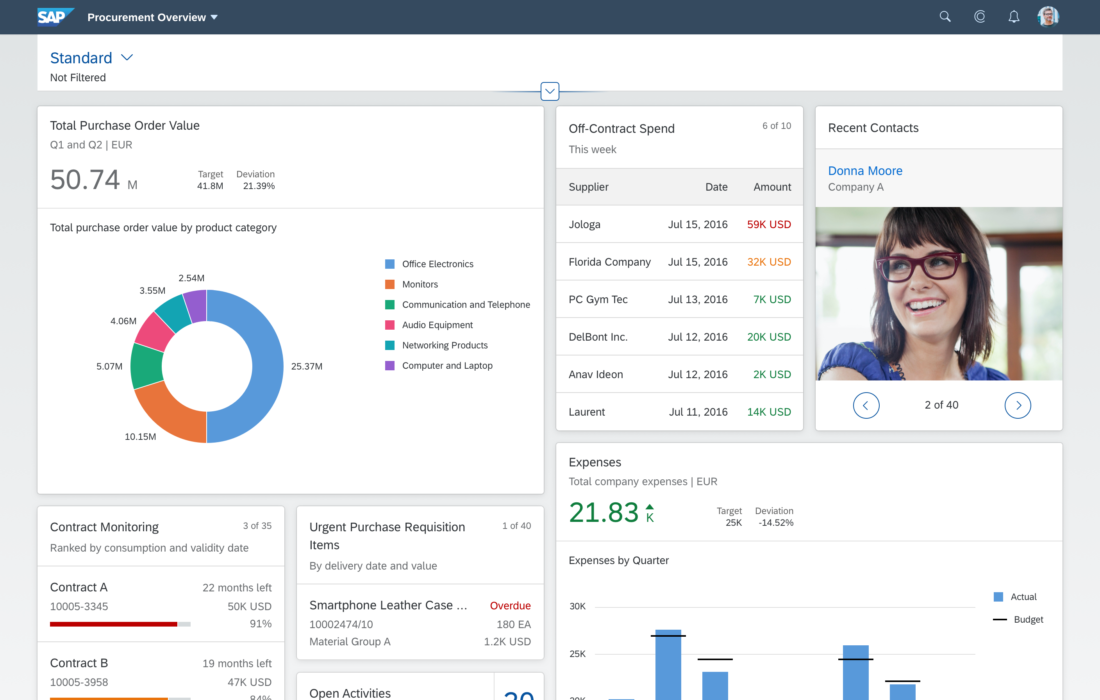 SAP
Procurement Overview
Standard
Not Filtered
Total Purchase Order Value
Q1 and Q2 | EUR
50.74 M
Target
41.8M
Deviation
21.39%
Total purchase order value by product category
2.54M
3.55M
4.06M
5.07M
25.37M
10.15M
Office Electronics
Monitors
Communication and Telephone
Audio Equipment
Networking Products
Computer and Laptop
Off-Contract Spend
6 of 10
This week
Supplier Date Amount
Jologa Jul 15, 2016 59K USD
Florida Company Jul 15, 2016 32K USD
PC Gym Tec Jul 13, 2016 7K USD
DelBont Inc. Jul 12, 2016 20K USD
Anav Ideon Jul 12, 2016 2K USD
Laurent Jul 11, 2016 14K USD
Recent Contacts
Donna Moore
Company A
2 of 40
Contract Monitoring
3 of 35
Ranked by consumption and validity date
Contract A 22 months left
10005-3345 50K USD
91%
Contract B 19 months left
10005-3958 47K USD
84%
Urgent Purchase Requisition
Items
1 of 40
By delivery date and value
Smartphone Leather Case ... Overdue
10002474/10 180 EA
Material Group A 1.2K USD
Open Activities
Expenses
Total company expenses | EUR
21.83 K
Target
25K
Deviation
-14.52%
Expenses by Quarter
30K
25K
Actual
Budget